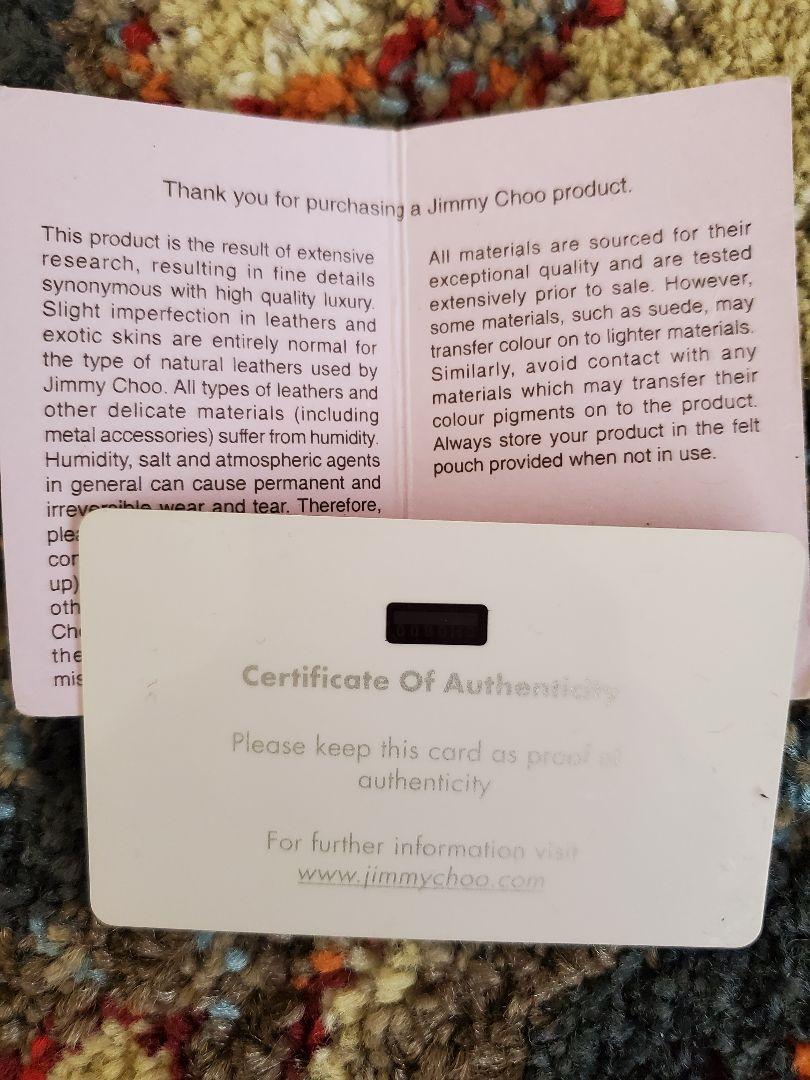 Thank you for purchasing a Jimmy Choo product.
This product is the result of extensive
research, resulting in fine details
synonymous with high quality luxury.
Slight imperfection in leathers and
exotic skins are entirely normal for
the type of natural leathers used by
Jimmy Choo. All types of leathers and
other delicate materials (including
metal accessories) suffer from humidity.
Humidity, salt and atmospheric agents
in general can cause permanent and
irreversible wear and tear. Therefore,
up)
the
All materials are sourced for their
exceptional quality and are tested
extensively prior to sale. However,
some materials, such as suede, may
transfer colour on to lighter materials.
Similarly, avoid contact with any
materials which may transfer their
colour pigments on to the product.
Always store your product in the felt
pouch provided when not in use.
Certificate Of Authenticity
Please keep this card as proof of
authenticity
For further information visit
www.jimmychoo.com